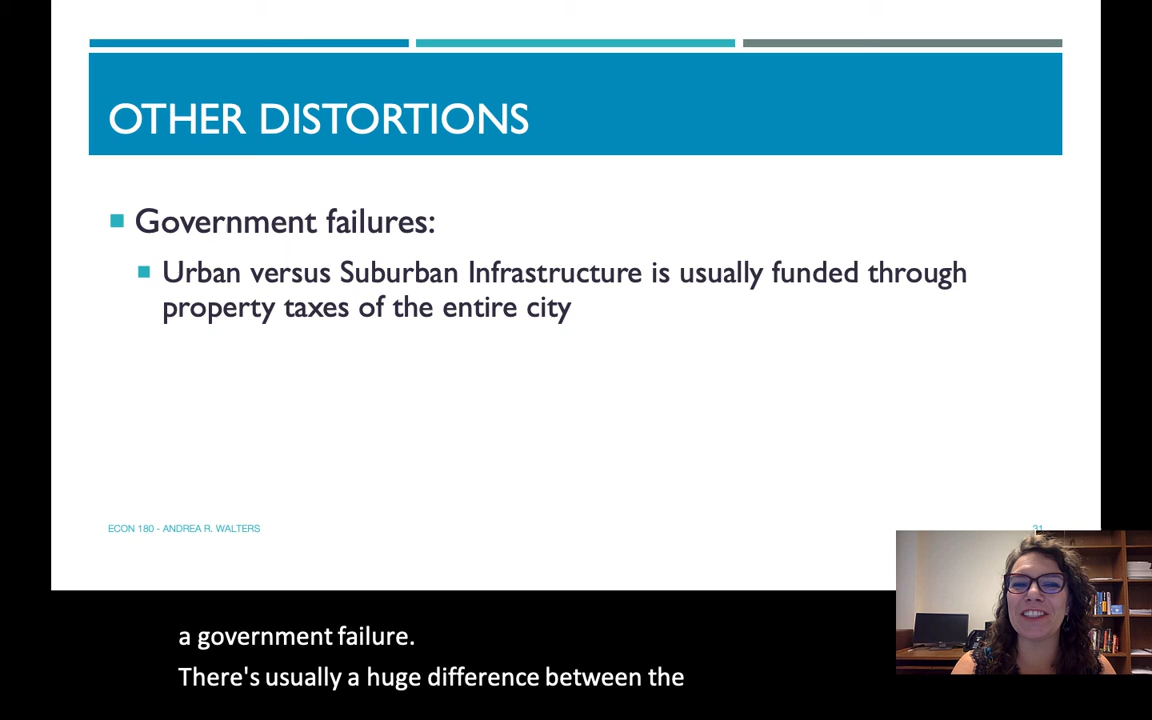 OTHER DISTORTIONS
Government failures:
Urban versus Suburban Infrastructure is usually funded through
property taxes of the entire city
ECON 180 - ANDREA R. WALTERS
31
a government failure.
There's usually a huge difference between the